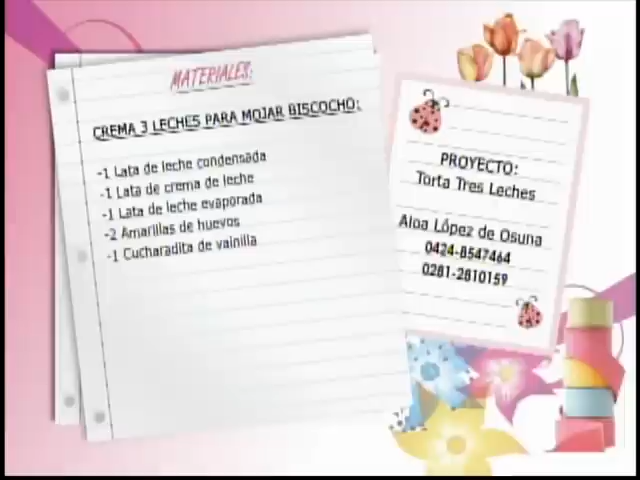 MATERIALES:
CREMA 3 LECHES PARA MOJAR BISCOCHO:
-1 Lata de leche condensada
-1 Lata de crema de leche
-1 Lata de leche evaporada
-2 Amarillas de huevos
-1 Cucharadita de vainilla
PROYECTO:
Torta Tres Leches
Aloa López de Osuna
0424-8547464
0281-2810159